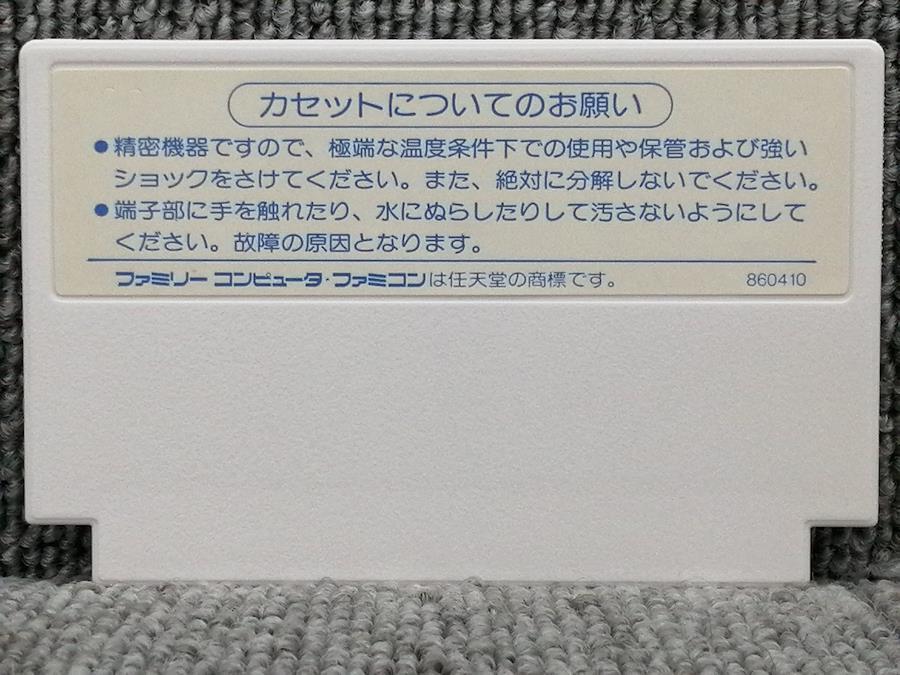 カセットについてのお願い
●精密機器ですので、極端な温度条件下での使用や保管および強い
ショックをさけてください。また、絶対に分解しないでください。
●端子部に手を触れたり、水にぬらしたりして汚さないようにして
ください。故障の原因となります。
ファミリー コンピュータ・ファミコンは任天堂の商標です。 860410